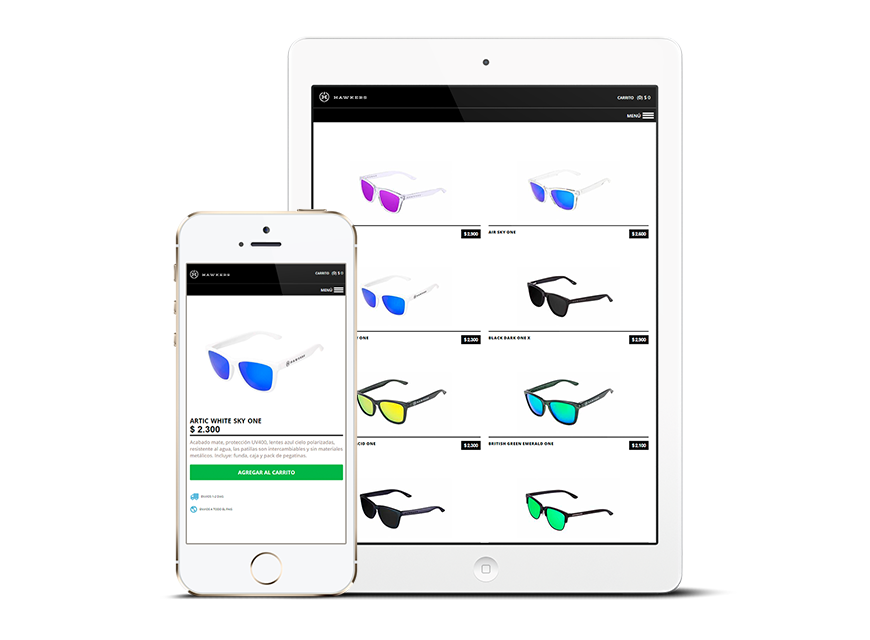 HAWKERS
CARRITO (0) $ 0
MENÚ
$ 2.900
AIR SKY ONE
$ 2.600
ONE
$ 2.300
BLACK DARK ONE X
$ 2.900
CID ONE
$ 2.300
BRITISH GREEN EMERALD ONE
$ 2.100
HAWKERS
CARRITO (0) $ 0
MENÚ
HAWKERS
ARTIC WHITE SKY ONE
$ 2.300
Acabado mate, protección UV400, lentes azul cielo polarizadas,
resistente al agua, las patillas son intercambiables y sin materiales
metálicos. Incluye: funda, caja y pack de pegatinas.
AGREGAR AL CARRITO